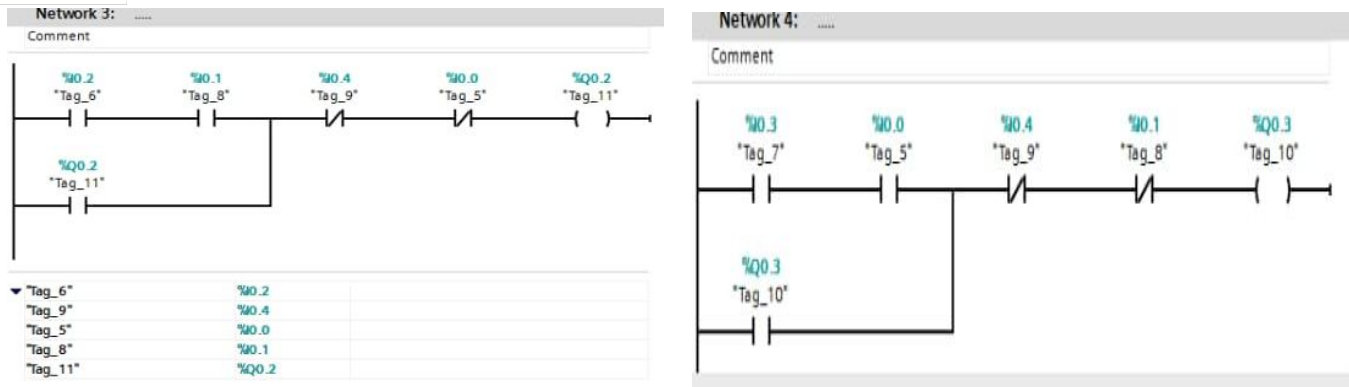 Network 3: .....
Comment
%I0.2 %I0.1 %I0.4 %I0.0 %Q0.2
"Tag_6" "Tag_8" "Tag_9" "Tag_5" "Tag_11"
%Q0.2
"Tag_11"
"Tag_6" %I0.2
"Tag_9" %I0.4
"Tag_5" %I0.0
"Tag_8" %I0.1
"Tag_11" %Q0.2
Network 4: .....
Comment
%I0.3 %I0.0 %I0.4 %I0.1 %Q0.3
"Tag_7" "Tag_5" "Tag_9" "Tag_8" "Tag_10"
%Q0.3
"Tag_10"